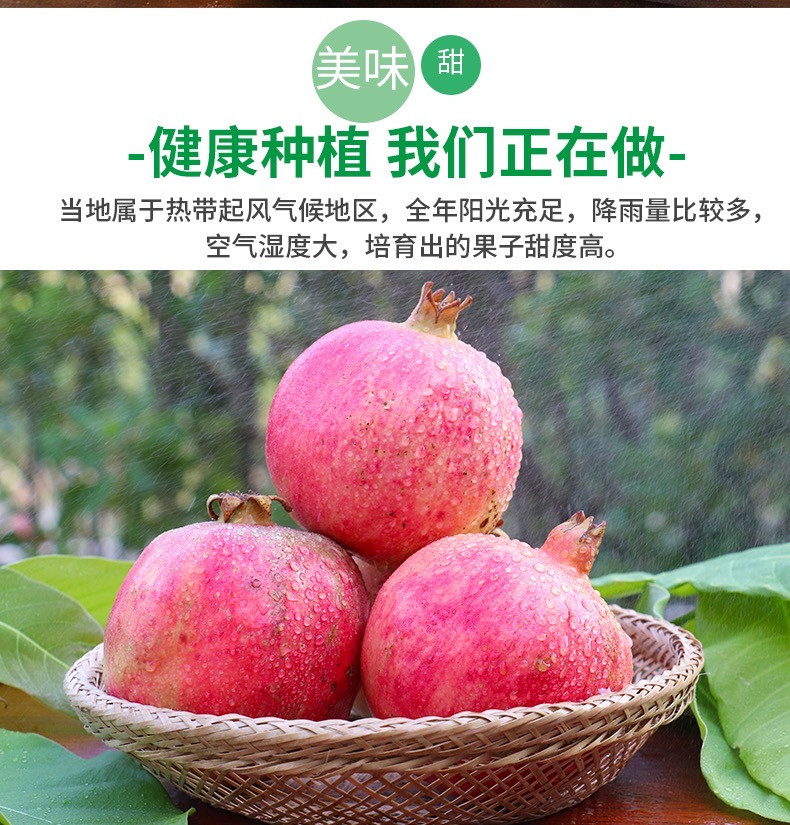 美味 甜
-健康种植 我们正在做-
当地属于热带起风气候地区，全年阳光充足，降雨量比较多，
空气湿度大，培育出的果子甜度高。